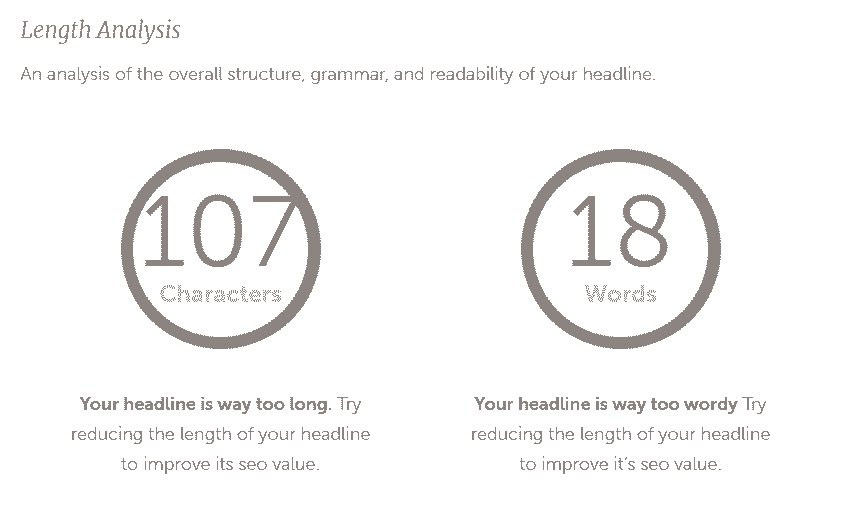 Length Analysis
An analysis of the overall structure, grammar, and readability of your headline.
107
Characters
Your headline is way too long. Try
reducing the length of your headline
to improve its seo value.
18
Words
Your headline is way too wordy Try
reducing the length of your headline
to improve it's seo value.